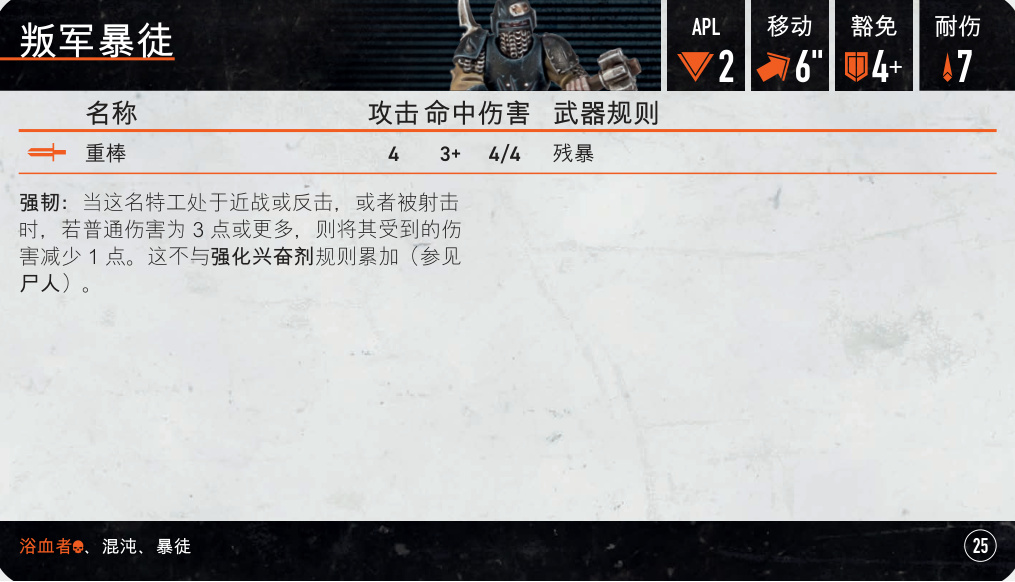 叛军暴徒
APL 移动 豁免 耐伤
2 6" 4+ 7
名称 攻击 命中 伤害 武器规则
重棒 4 3+ 4/4 残暴
强韧：当这名特工处于近战或反击，或者被射击
时，若普通伤害为 3 点或更多，则将其受到的伤
害减少 1 点。这不与强化兴奋剂规则累加（参见
尸人）。
浴血者、混沌、暴徒
25